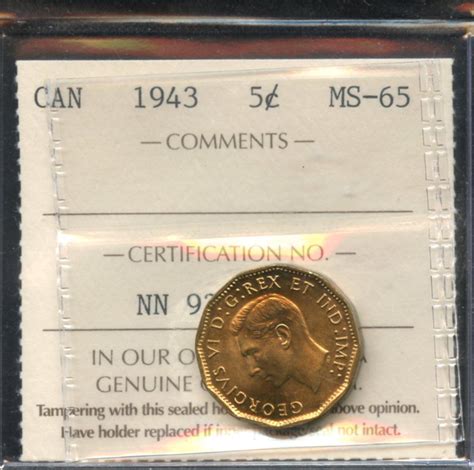 CAN 1943 5¢ MS-65
— COMMENTS —
— CERTIFICATION NO. —
NN 9
IN OUR O
GENUINE
Tampering with this sealed ho above opinion.
Have holder replaced if not intact.
GEORGIVS VI D:G:REX ET IND:IMP: